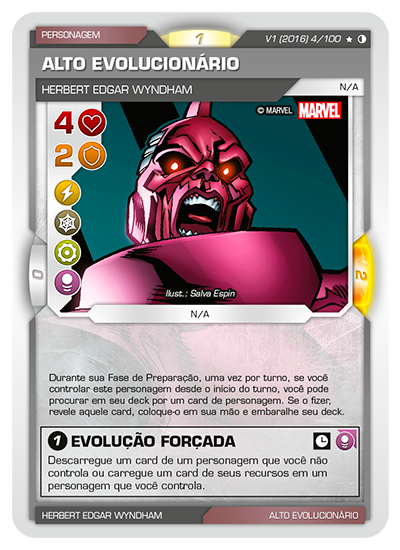 PERSONAGEM
1
V1 (2016) 4/100
ALTO EVOLUCIONÁRIO
HERBERT EDGAR WYNDHAM
N/A
© MARVEL MARVEL
4
2
0
2
Ilust.: Salva Espin
N/A
Durante sua Fase de Preparação, uma vez por turno, se você
controlar este personagem desde o início do turno, você pode
procurar em seu deck por um card de personagem. Se o fizer,
revele aquele card, coloque-o em sua mão e embaralhe seu deck.
1 EVOLUÇÃO FORÇADA
Descarregue um card de um personagem que você não
controla ou carregue um card de seus recursos em um
personagem que você controla.
HERBERT EDGAR WYNDHAM
ALTO EVOLUCIONÁRIO